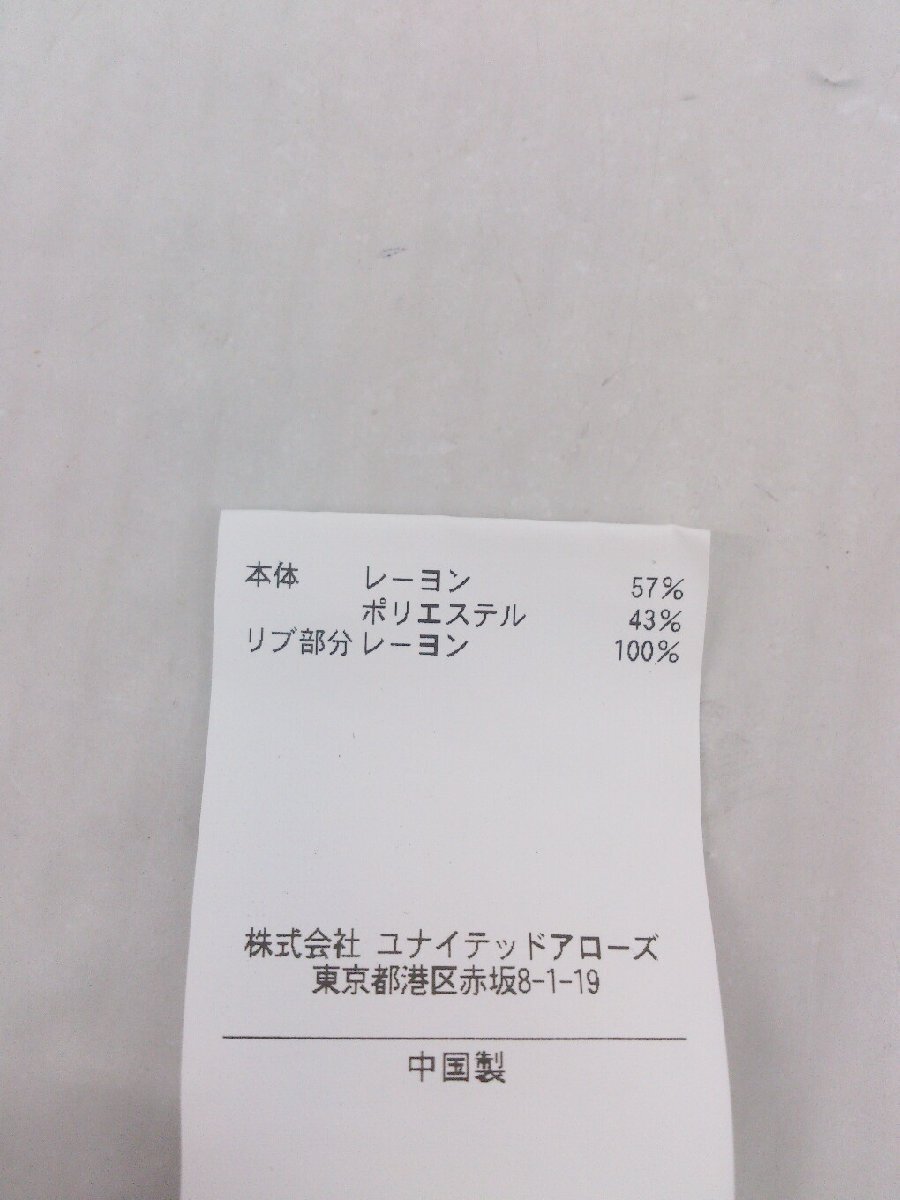 本体 レーヨン 57%
ポリエステル 43%
リブ部分 レーヨン 100%
株式会社 ユナイテッドアローズ
東京都港区赤坂8-1-19
中国製